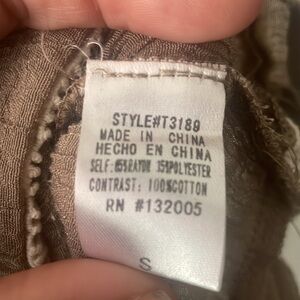 STYLE#T3189
MADE IN CHINA
HECHO EN CHINA
SELF: 65%RAYON 35%POLYESTER
CONTRAST: 100%COTTON
RN #132005
S